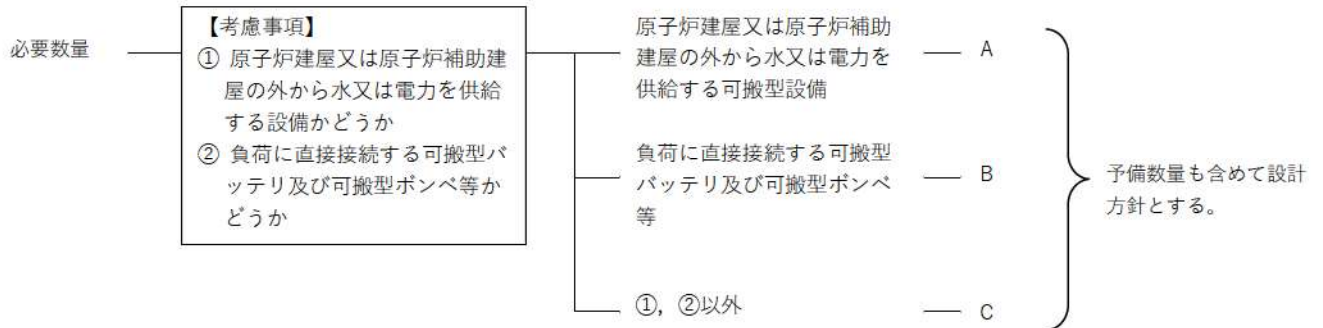 必要数量
【考慮事項】
① 原子炉建屋又は原子炉補助建
屋の外から水又は電力を供給
する設備かどうか
② 負荷に直接接続する可搬型バ
ッテリ及び可搬型ボンベ等か
どうか
原子炉建屋又は原子炉補助
建屋の外から水又は電力を
供給する可搬型設備
A
負荷に直接接続する可搬型
バッテリ及び可搬型ボンベ
等
B
①，②以外
C
予備数量も含めて設計
方針とする。